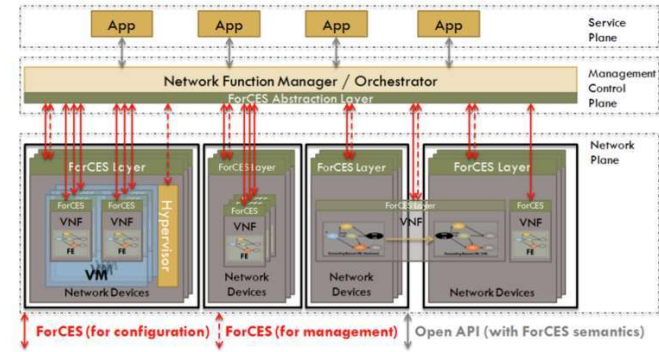 App App App App
Service
Plane
Network Function Manager / Orchestrator
ForCES Abstraction Layer
Management
Control
Plane
Network
Plane
ForCES Layer
ForCES Layer
ForCES Layer
ForCES Layer
ForCES ForCES
VNF VNF
FE FE
VM
Hypervisor
Network Devices
ForCES
VNF
FE
Network
Devices
ForCES Layer
VNF
Network
Devices
Network Devices
ForCES
VNF
FE
ForCES (for configuration) ForCES (for management) Open API (with ForCES semantics)